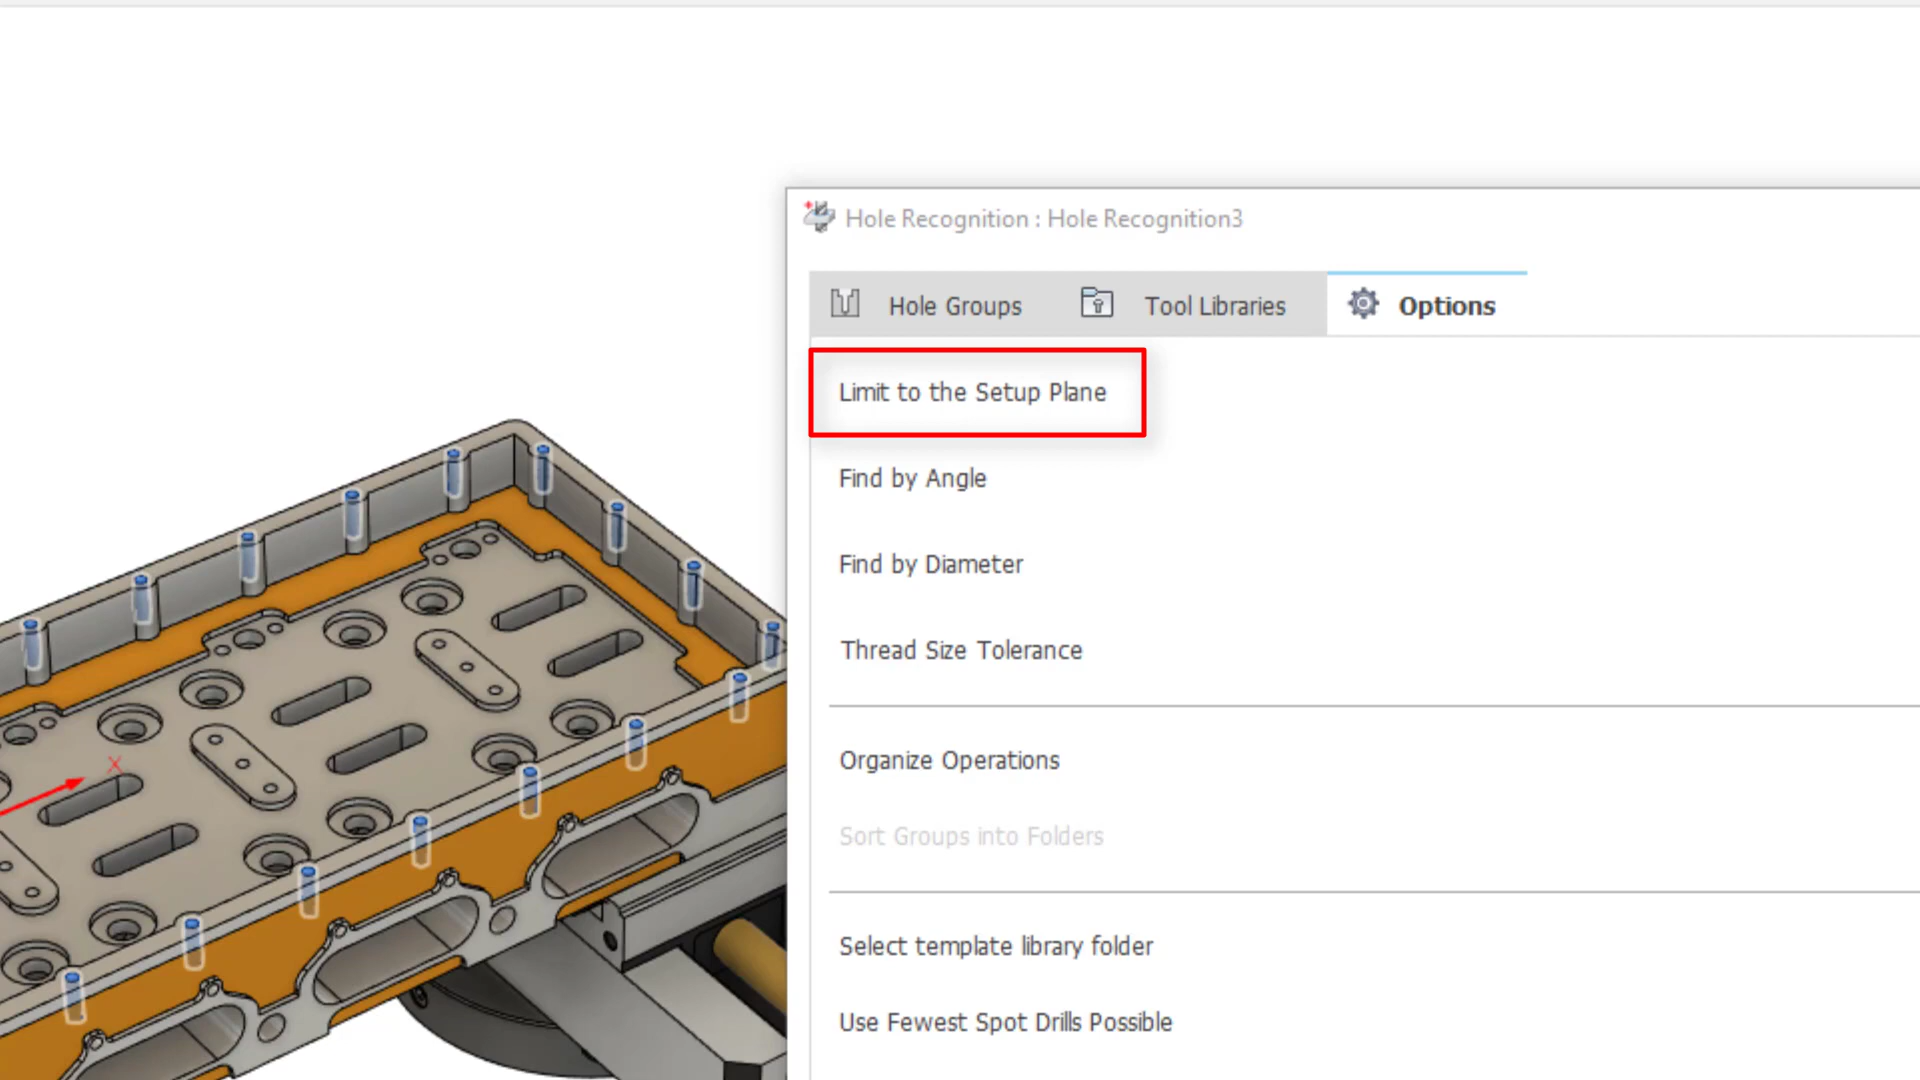 Hole Recognition : Hole Recognition3
Hole Groups
Tool Libraries
Options
Limit to the Setup Plane
Find by Angle
Find by Diameter
Thread Size Tolerance
Organize Operations
Sort Groups into Folders
Select template library folder
Use Fewest Spot Drills Possible
X